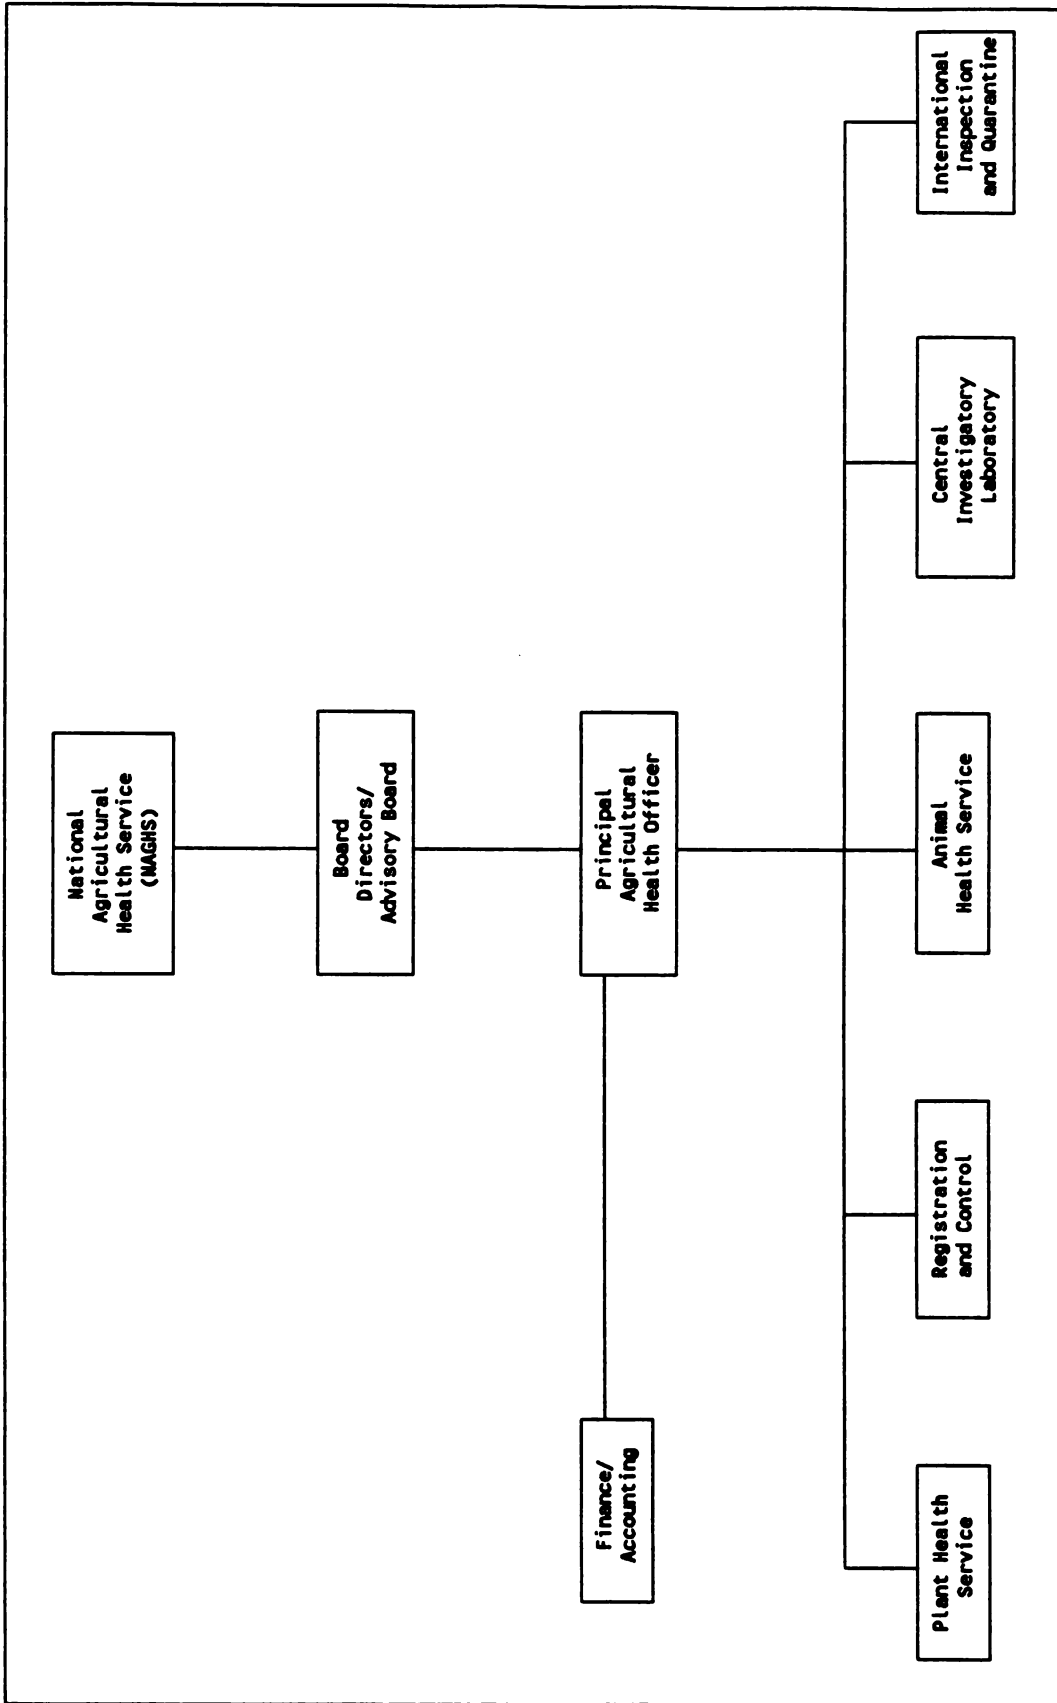 National
Agricultural
Health Service
(NAGHS)
Board
Directors/
Advisory Board
Finance/
Accounting
Principal
Agricultural
Health Officer
Plant Health
Service
Registration
and Control
Animal
Health Service
Central
Investigatory
Laboratory
International
Inspection
and Quarantine